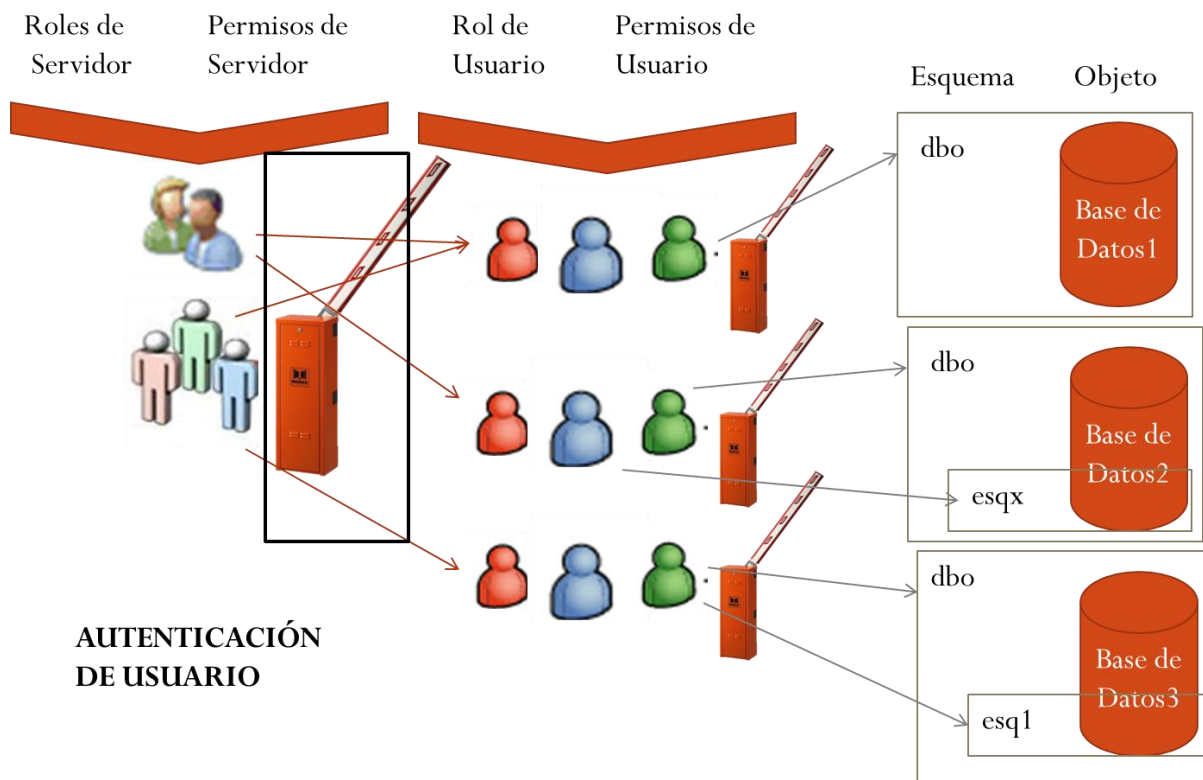 Roles de
Servidor
Permisos de
Servidor
Rol de
Usuario
Permisos de
Usuario
Esquema
Objeto
dbo
Base de
Datos1
dbo
Base de
Datos2
esqx
dbo
Base de
Datos3
esq1
AUTENTICACIÓN
DE USUARIO